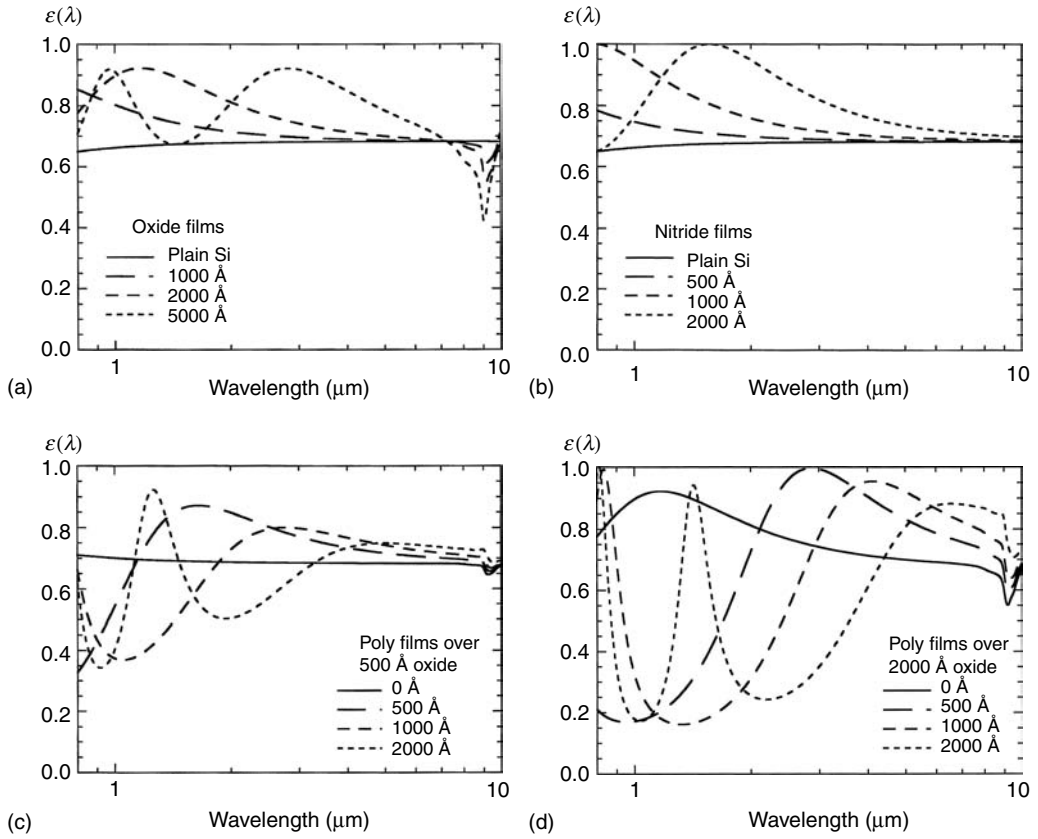 ε(λ)
1.0
0.8
0.6
0.4
0.2
0.0
Oxide films
Plain Si
1000 Å
2000 Å
5000 Å
1
10
Wavelength (μm)
(a)
ε(λ)
1.0
0.8
0.6
0.4
0.2
0.0
Nitride films
Plain Si
500 Å
1000 Å
2000 Å
1
10
Wavelength (μm)
(b)
ε(λ)
1.0
0.8
0.6
0.4
0.2
0.0
Poly films over
500 Å oxide
0 Å
500 Å
1000 Å
2000 Å
1
10
Wavelength (μm)
(c)
ε(λ)
1.0
0.8
0.6
0.4
0.2
0.0
Poly films over
2000 Å oxide
0 Å
500 Å
1000 Å
2000 Å
1
10
Wavelength (μm)
(d)